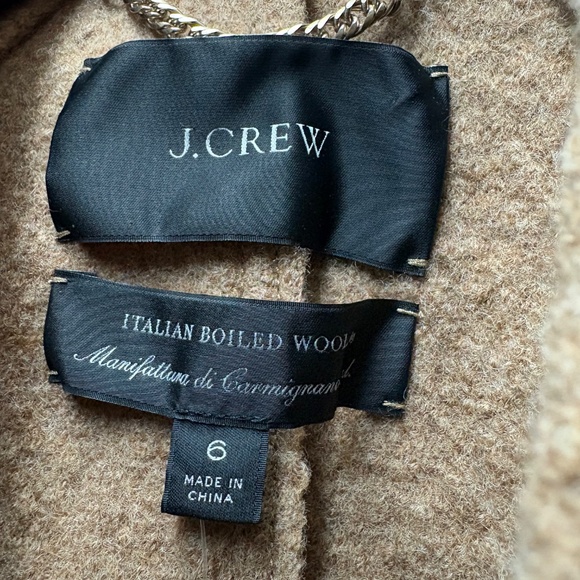 J.CREW
ITALIAN BOILED WOOL
Manifattura di Carmignano
6
MADE IN
CHINA